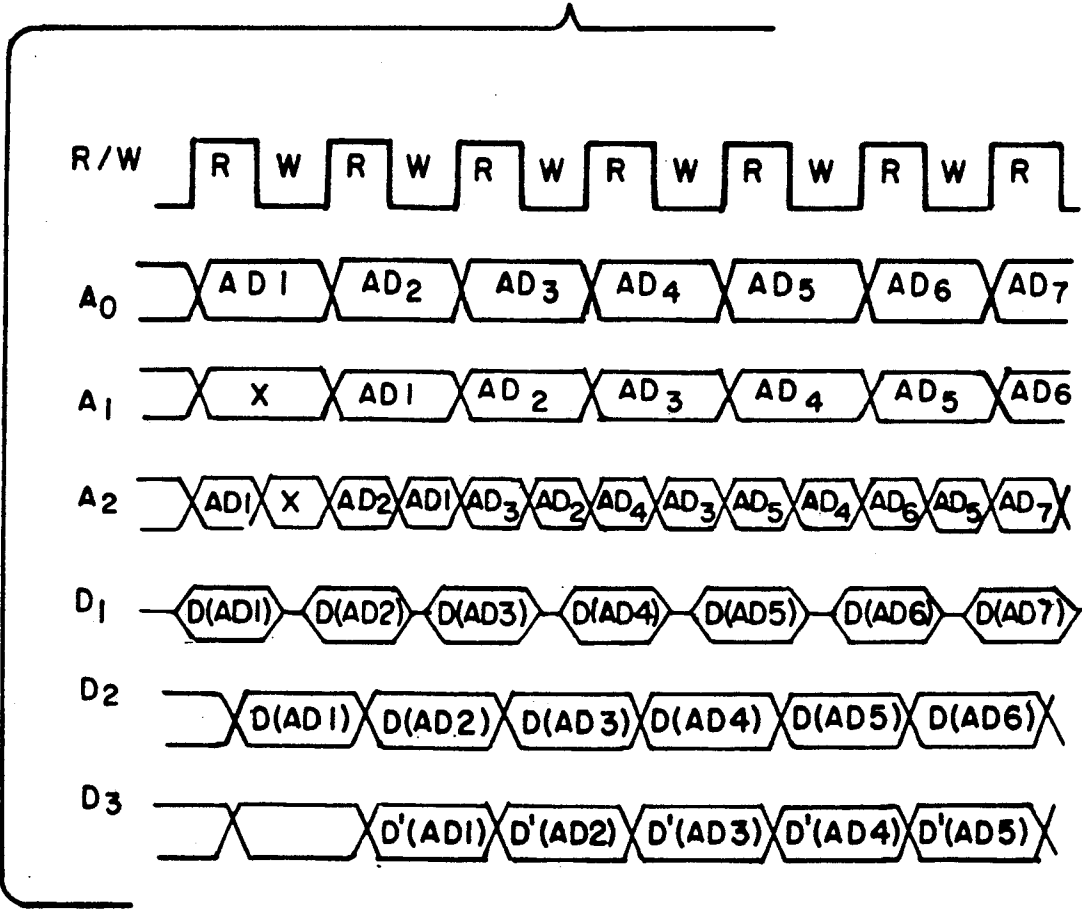 R/W R W R W R W R W R W R W R
A0 AD1 AD2 AD3 AD4 AD5 AD6 AD7
A1 X AD1 AD2 AD3 AD4 AD5 AD6
A2 AD1 X AD2 AD1 AD3 AD2 AD4 AD3 AD5 AD4 AD6 AD5 AD7
D1 D(AD1) D(AD2) D(AD3) D(AD4) D(AD5) D(AD6) D(AD7)
D2 D(AD1) D(AD2) D(AD3) D(AD4) D(AD5) D(AD6)
D3 D'(AD1) D'(AD2) D'(AD3) D'(AD4) D'(AD5)